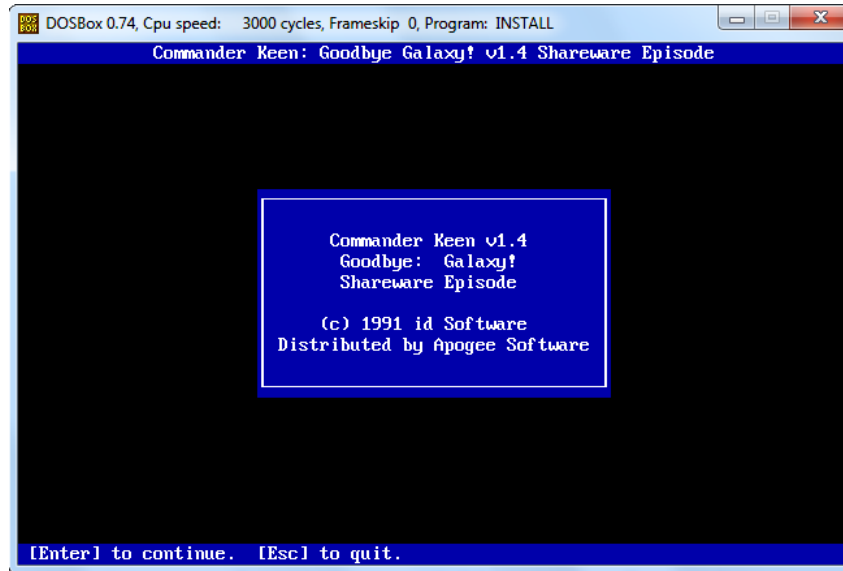 DOS
BOX
DOSBox 0.74, Cpu speed: 3000 cycles, Frameskip 0, Program: INSTALL
Commander Keen: Goodbye Galaxy! v1.4 Shareware Episode
Commander Keen v1.4
Goodbye: Galaxy!
Shareware Episode
(c) 1991 id Software
Distributed by Apogee Software
[Enter] to continue. [Esc] to quit.